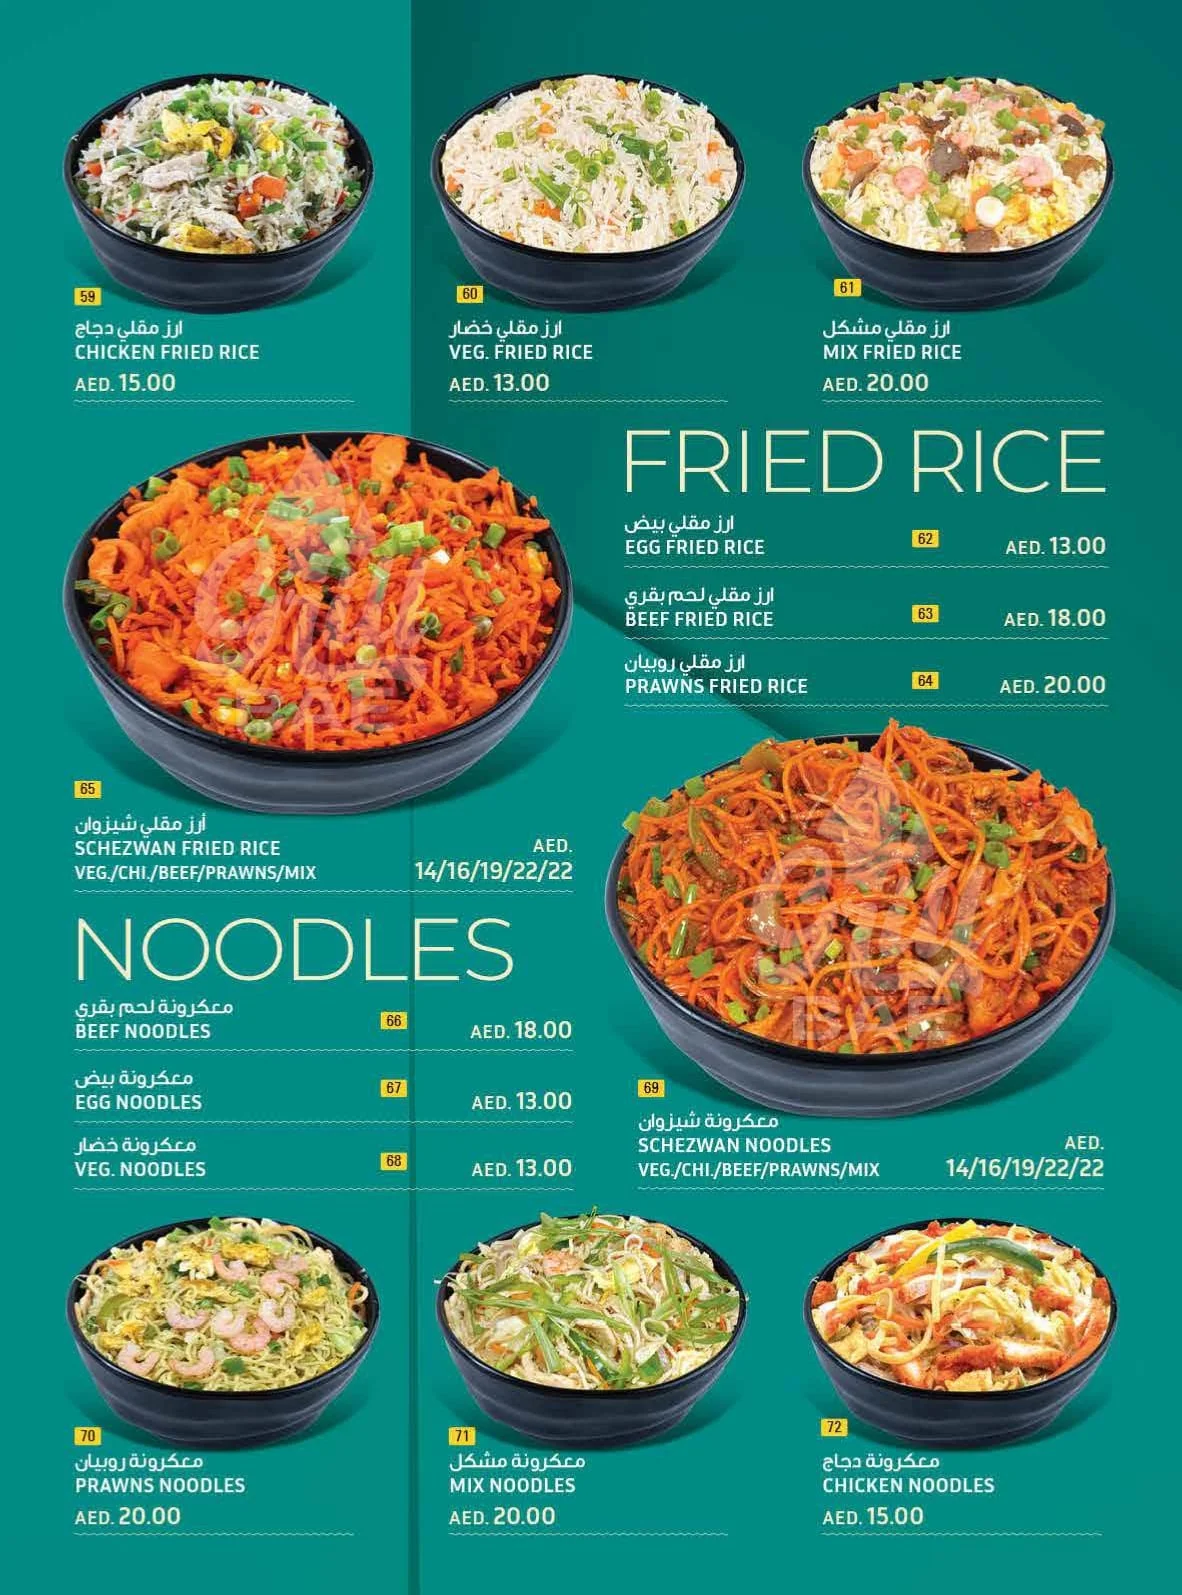 59
ارز مقلي دجاج
CHICKEN FRIED RICE
AED. 15.00
60
ارز مقلي خضار
VEG. FRIED RICE
AED. 13.00
61
ارز مقلي مشكل
MIX FRIED RICE
AED. 20.00
FRIED RICE
ارز مقلي بيض
EGG FRIED RICE 62 AED. 13.00
ارز مقلي لحم بقري
BEEF FRIED RICE 63 AED. 18.00
ارز مقلي روبيان
PRAWNS FRIED RICE 64 AED. 20.00
65
أرز مقلي شيزوان
SCHEZWAN FRIED RICE AED.
VEG./CHI./BEEF/PRAWNS/MIX 14/16/19/22/22
NOODLES
معكرونة لحم بقري
BEEF NOODLES 66 AED. 18.00
معكرونة بيض
EGG NOODLES 67 AED. 13.00
معكرونة خضار
VEG. NOODLES 68 AED. 13.00
69
معكرونة شيزوان
SCHEZWAN NOODLES AED.
VEG./CHI./BEEF/PRAWNS/MIX 14/16/19/22/22
70
معكرونة روبيان
PRAWNS NOODLES
AED. 20.00
71
معكرونة مشكل
MIX NOODLES
AED. 20.00
72
معكرونة دجاج
CHICKEN NOODLES
AED. 15.00